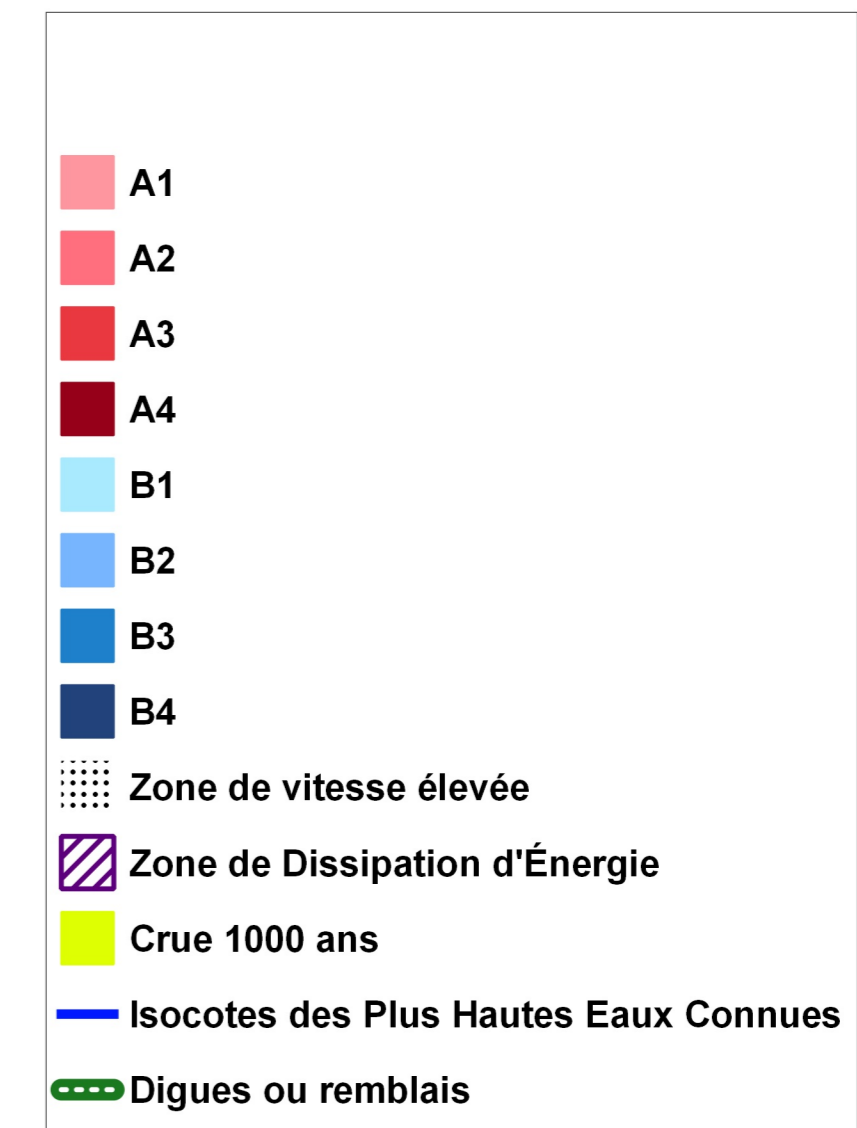 A1
A2
A3
A4
B1
B2
B3
B4
Zone de vitesse élevée
Zone de Dissipation d'Énergie
Crue 1000 ans
Isocotes des Plus Hautes Eaux Connues
Digues ou remblais